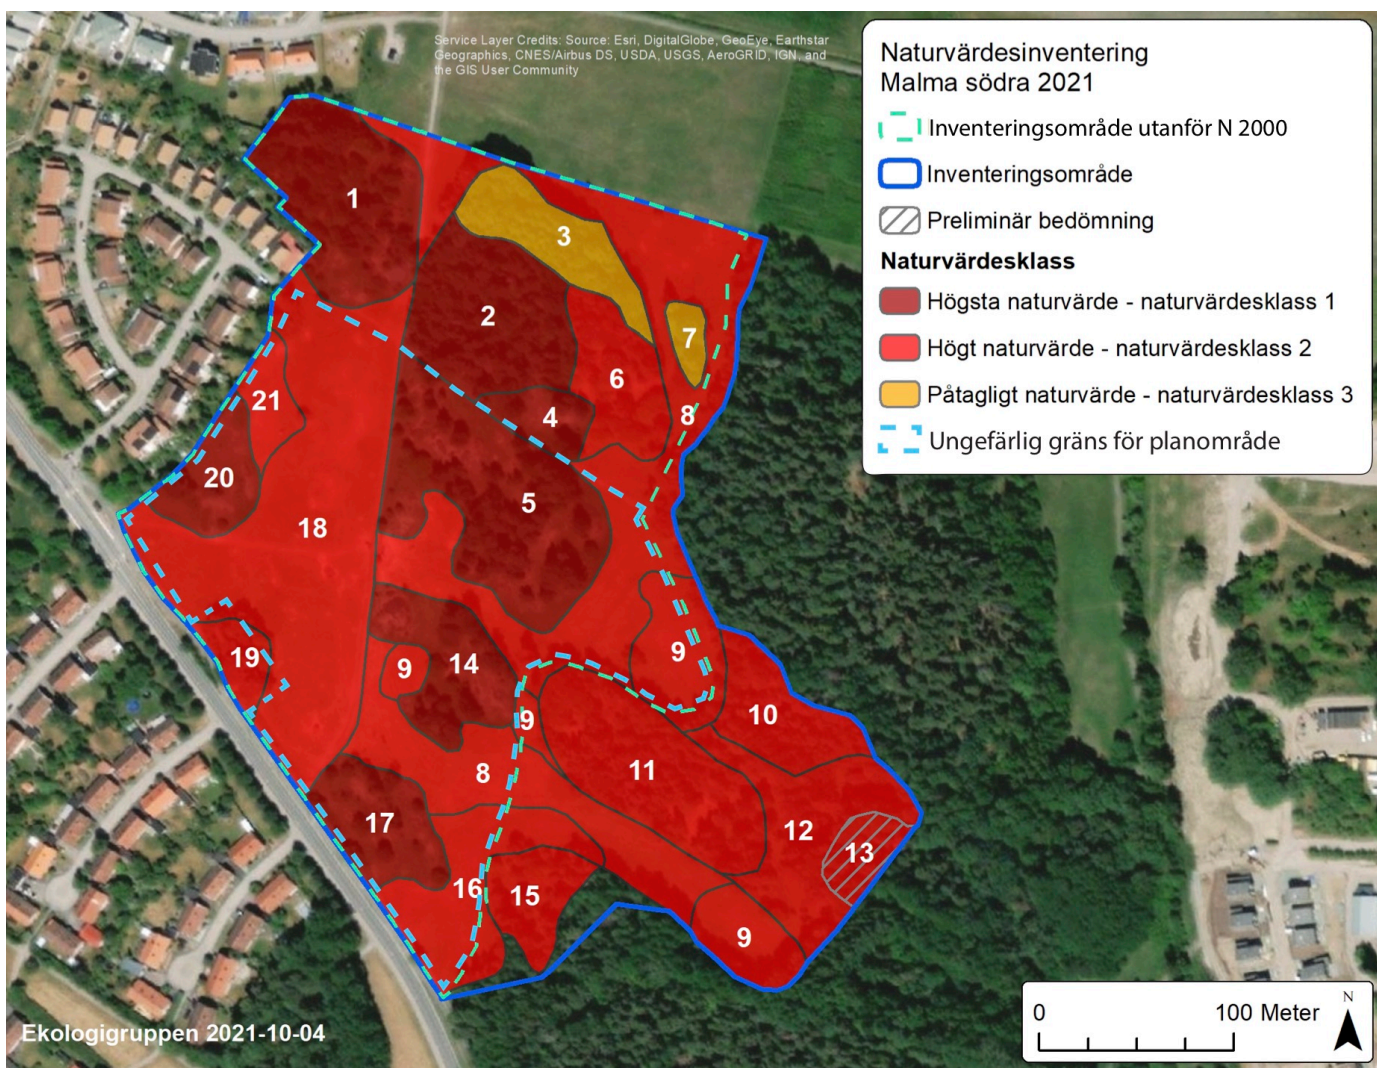 Service Layer Credits: Source: Esri, DigitalGlobe, GeoEye, Earthstar
Geographics, CNES/Airbus DS, USDA, USGS, AeroGRID, IGN, and
the GIS User Community
Naturvärdesinventering
Malma södra 2021
Inventeringsområde utanför N 2000
Inventeringsområde
Preliminär bedömning
Naturvärdesklass
Högsta naturvärde - naturvärdesklass 1
Högt naturvärde - naturvärdesklass 2
Påtagligt naturvärde - naturvärdesklass 3
Ungefärlig gräns för planområde
1
3
2
7
6
21
4
8
20
5
18
19
9
14
9
10
9
11
8
17
12
13
16
15
9
0 100 Meter
N
Ekologigruppen 2021-10-04